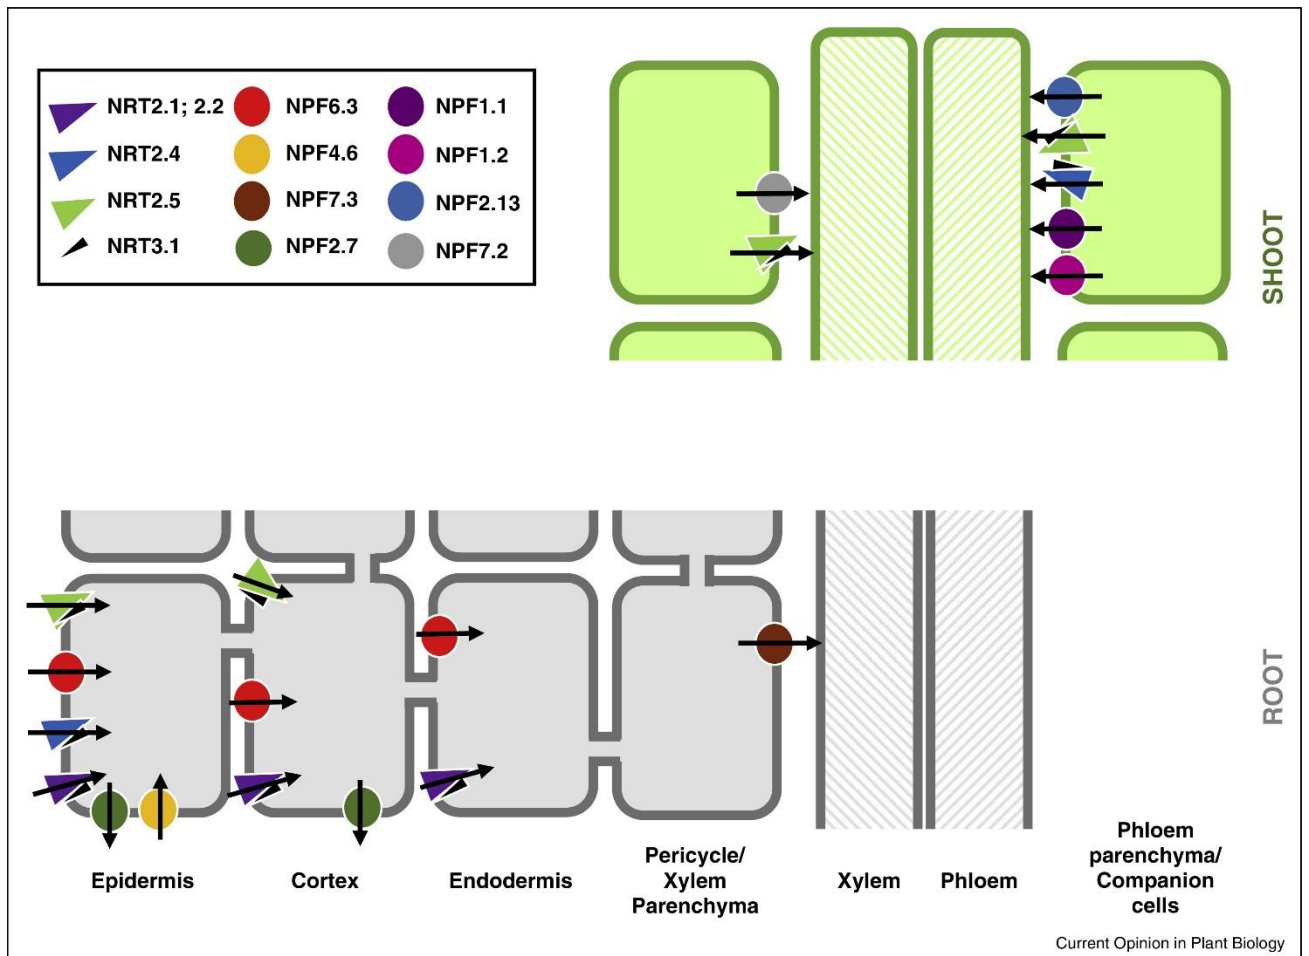 NRT2.1; 2.2
NPF6.3
NPF1.1
NRT2.4
NPF4.6
NPF1.2
NRT2.5
NPF7.3
NPF2.13
NRT3.1
NPF2.7
NPF7.2
SHOOT
ROOT
Epidermis
Cortex
Endodermis
Pericycle/
Xylem
Parenchyma
Xylem
Phloem
Phloem
parenchyma/
Companion
cells
Current Opinion in Plant Biology